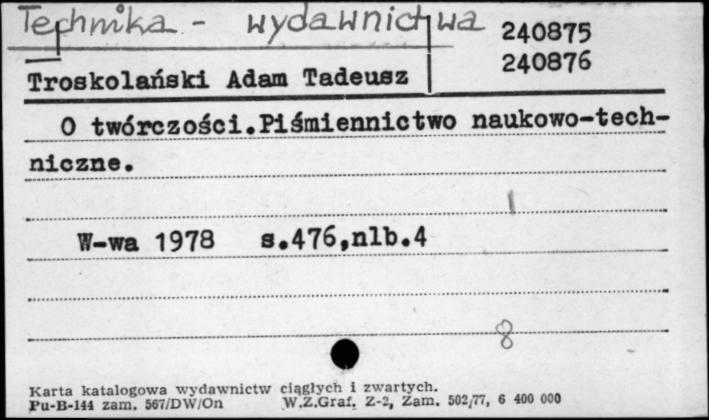 Technika - wydawnictwa
240875
240876
Troskolański Adam Tadeusz
O twórczości.Piśmiennictwo naukowo-tech-
niczne.
W-wa 1978 s.476,nlb.4
8
Karta katalogowa wydawnictw ciągłych i zwartych.
Pu-B-144 zam. 567/DW/On W.Z.Graf. Z-2, Zam. 502/77, 6 400 000